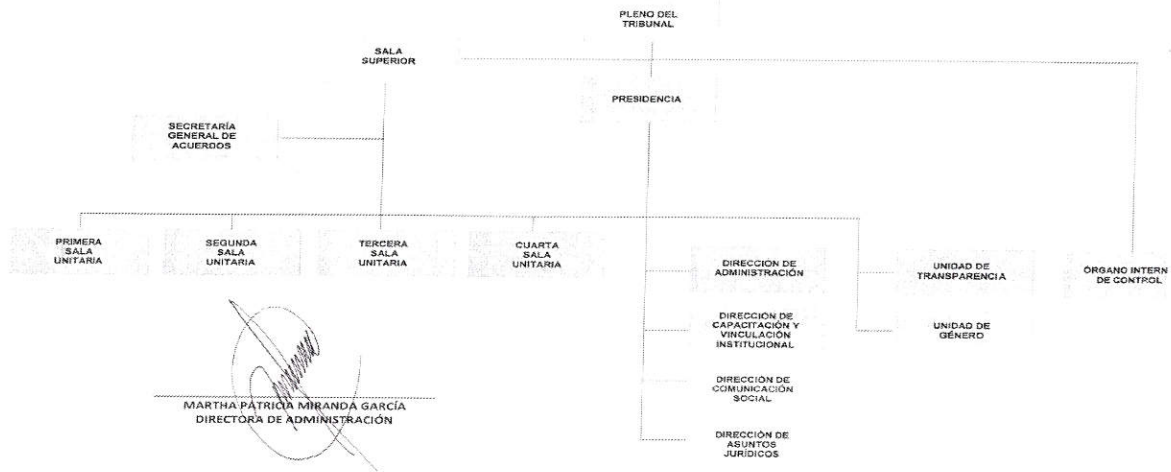 PLENO DEL
TRIBUNAL
SALA
SUPERIOR
PRESIDENCIA
SECRETARÍA
GENERAL DE
ACUERDOS
PRIMERA
SALA
UNITARIA
SEGUNDA
SALA
UNITARIA
TERCERA
SALA
UNITARIA
CUARTA
SALA
UNITARIA
DIRECCIÓN DE
ADMINISTRACIÓN
UNIDAD DE
TRANSPARENCIA
ÓRGANO INTERN
DE CONTROL
DIRECCIÓN DE
CAPACITACIÓN Y
VINCULACIÓN
INSTITUCIONAL
UNIDAD DE
GÉNERO
DIRECCIÓN DE
COMUNICACIÓN
SOCIAL
DIRECCIÓN DE
ASUNTOS
JURÍDICOS
MARTHA PATRICIA MIRANDA GARCÍA
DIRECTORA DE ADMINISTRACIÓN